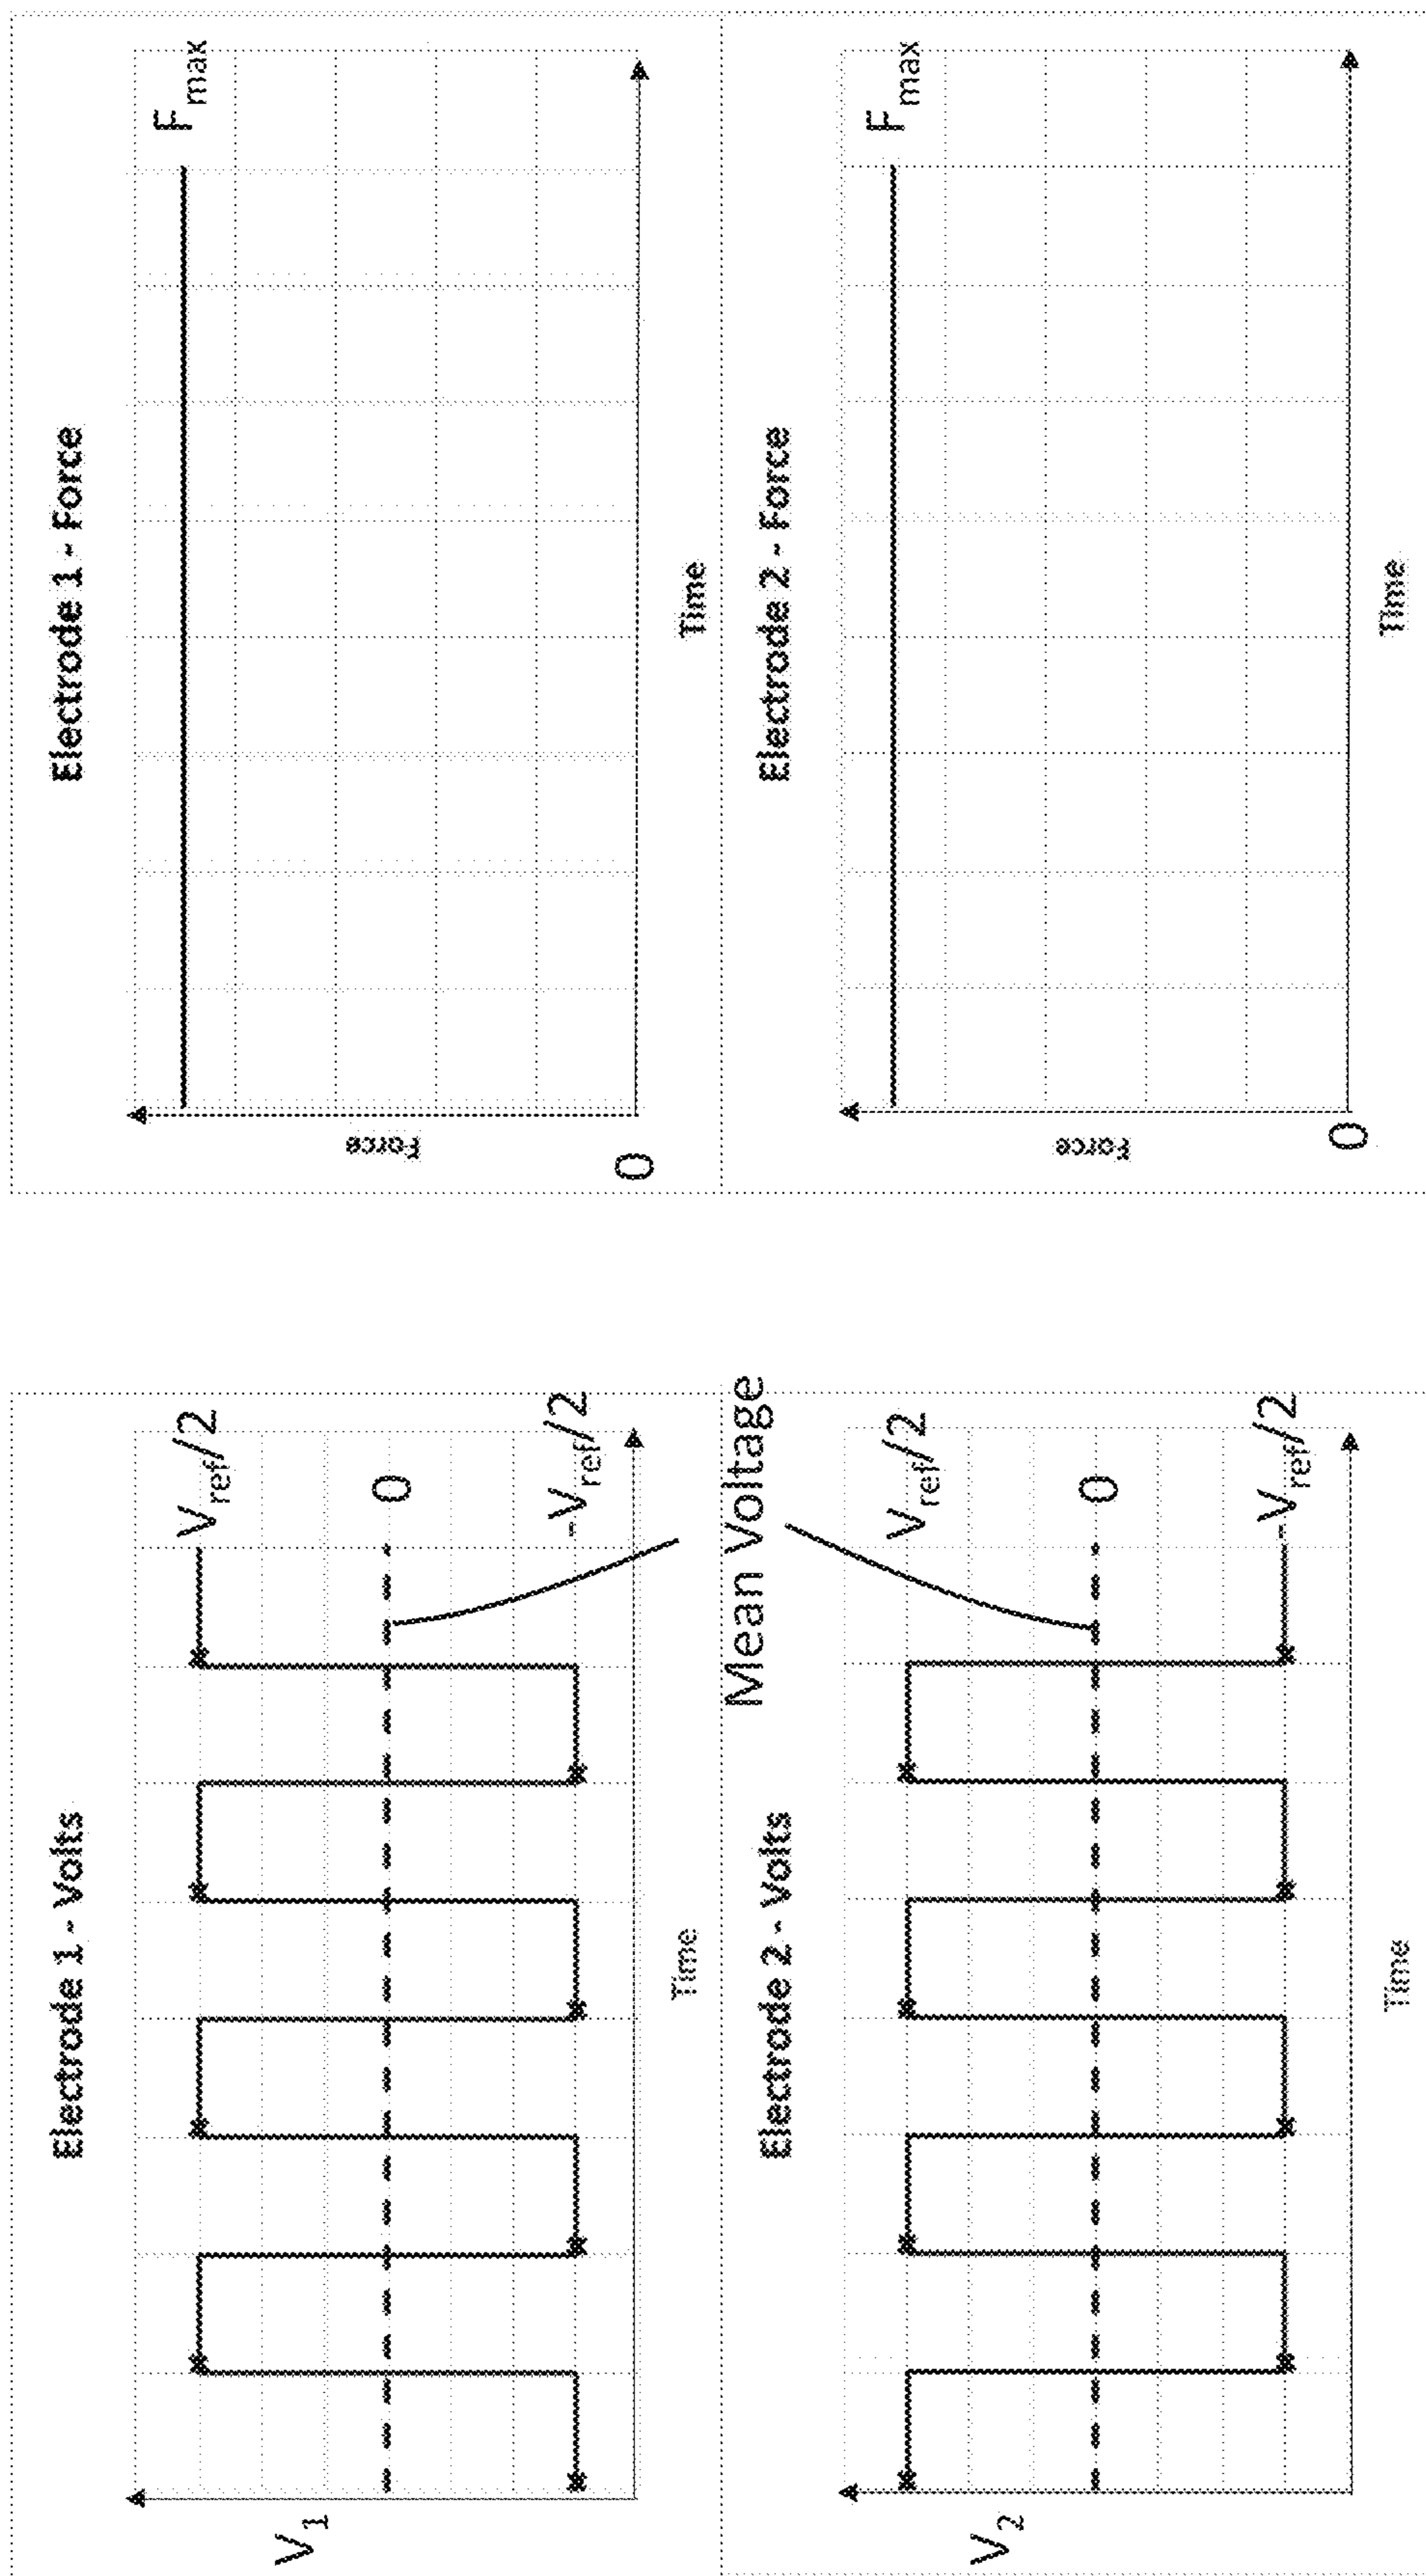 Electrode 1 - Volts
V1
Vref/2
0
-Vref/2
Time
Electrode 1 - Force
Force
Fmax
0
Time
Mean Voltage
Electrode 2 - Volts
V2
Vref/2
0
-Vref/2
Time
Electrode 2 - Force
Force
Fmax
0
Time